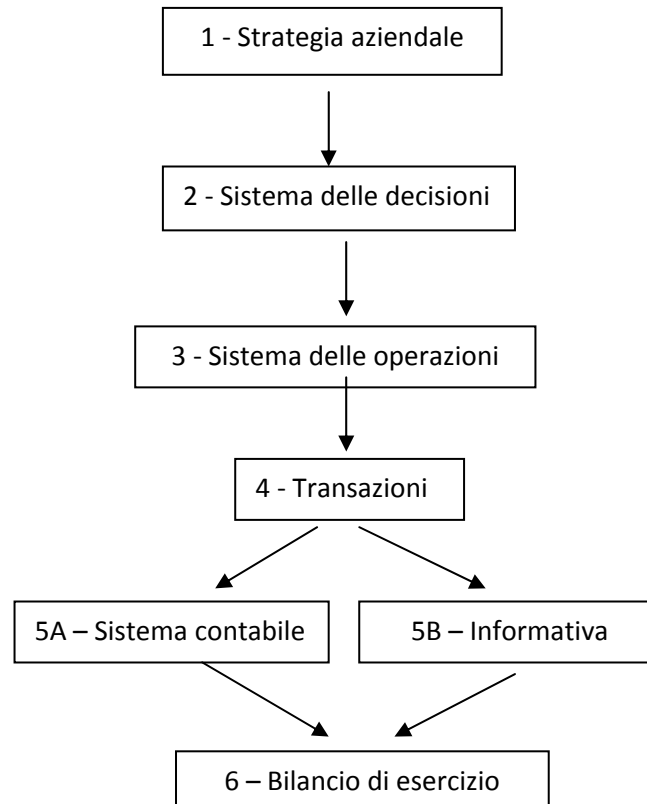 1 - Strategia aziendale
2 - Sistema delle decisioni
3 - Sistema delle operazioni
4 - Transazioni
5A – Sistema contabile
5B – Informativa
6 – Bilancio di esercizio